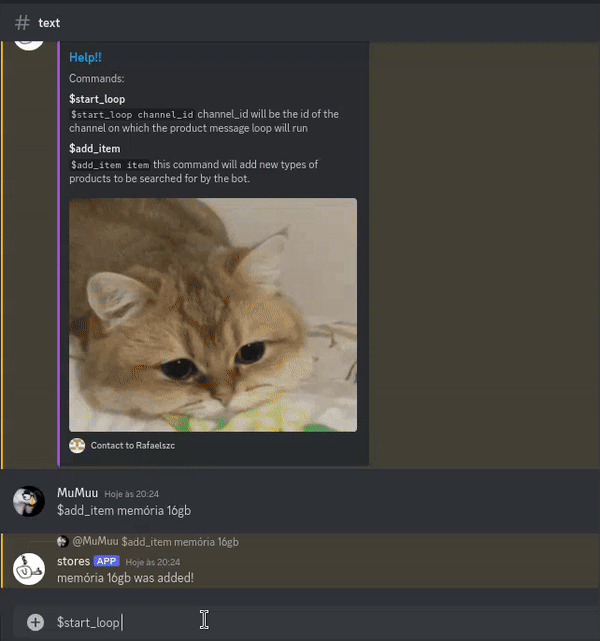 # text
Help!!
Commands:
$start_loop
$start_loop channel_id channel_id will be the id of the
channel on which the product message loop will run
$add_item
$add_item item this command will add new types of
products to be searched for by the bot.
Contact to Rafaelszc
MuMuu Hoje às 20:24
$add_item memória 16gb
@MuMuu $add_item memória 16gb
stores APP Hoje às 20:24
memória 16gb was added!
$start_loop